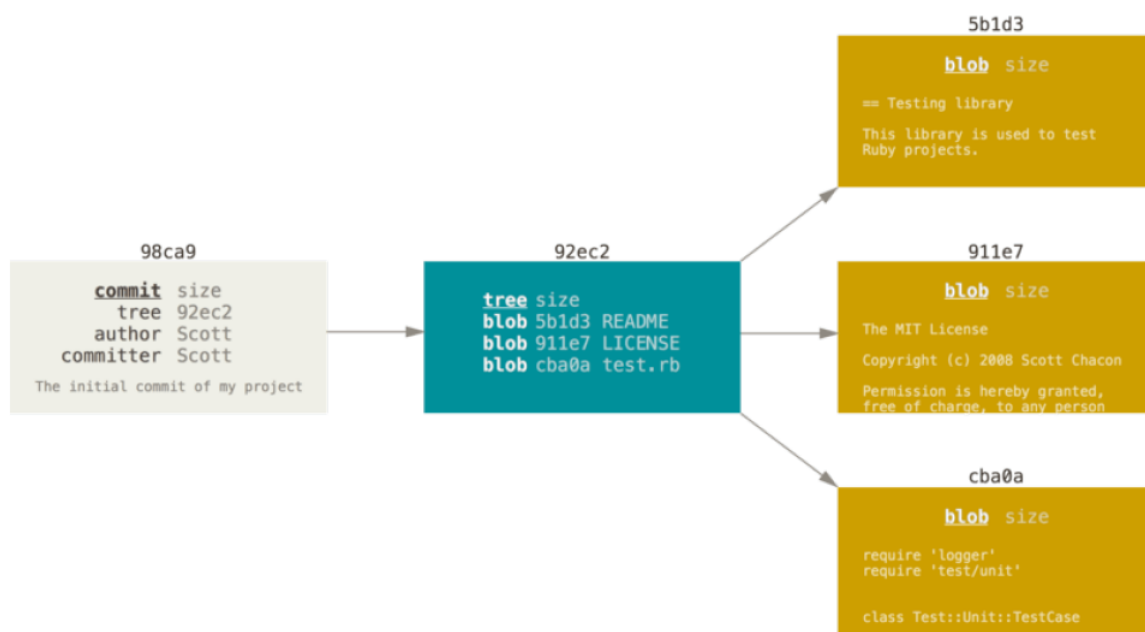 98ca9
commit size
tree 92ec2
author Scott
committer Scott
The initial commit of my project
92ec2
tree size
blob 5b1d3 README
blob 911e7 LICENSE
blob cba0a test.rb
5b1d3
blob size
== Testing library
This library is used to test
Ruby projects.
911e7
blob size
The MIT License
Copyright (c) 2008 Scott Chacon
Permission is hereby granted,
free of charge, to any person
cba0a
blob size
require 'logger'
require 'test/unit'
class Test::Unit::TestCase